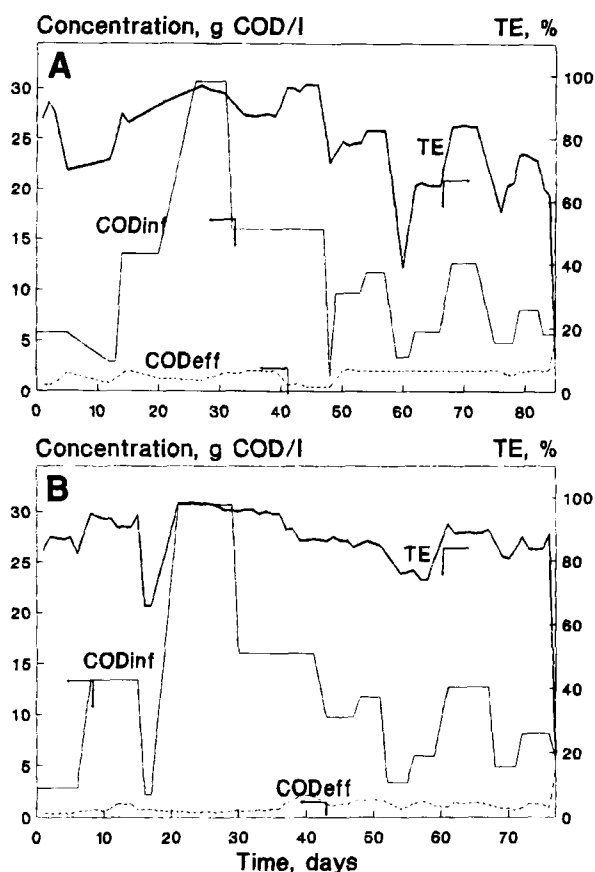 Concentration, g COD/l TE, %
A
30
25
20
15
10
5
0
100
80
60
40
20
0
TE
CODinf
CODeff
0 10 20 30 40 50 60 70 80
Concentration, g COD/l TE, %
B
30
25
20
15
10
5
0
100
80
60
40
20
0
TE
CODinf
CODeff
0 10 20 30 40 50 60 70
Time, days